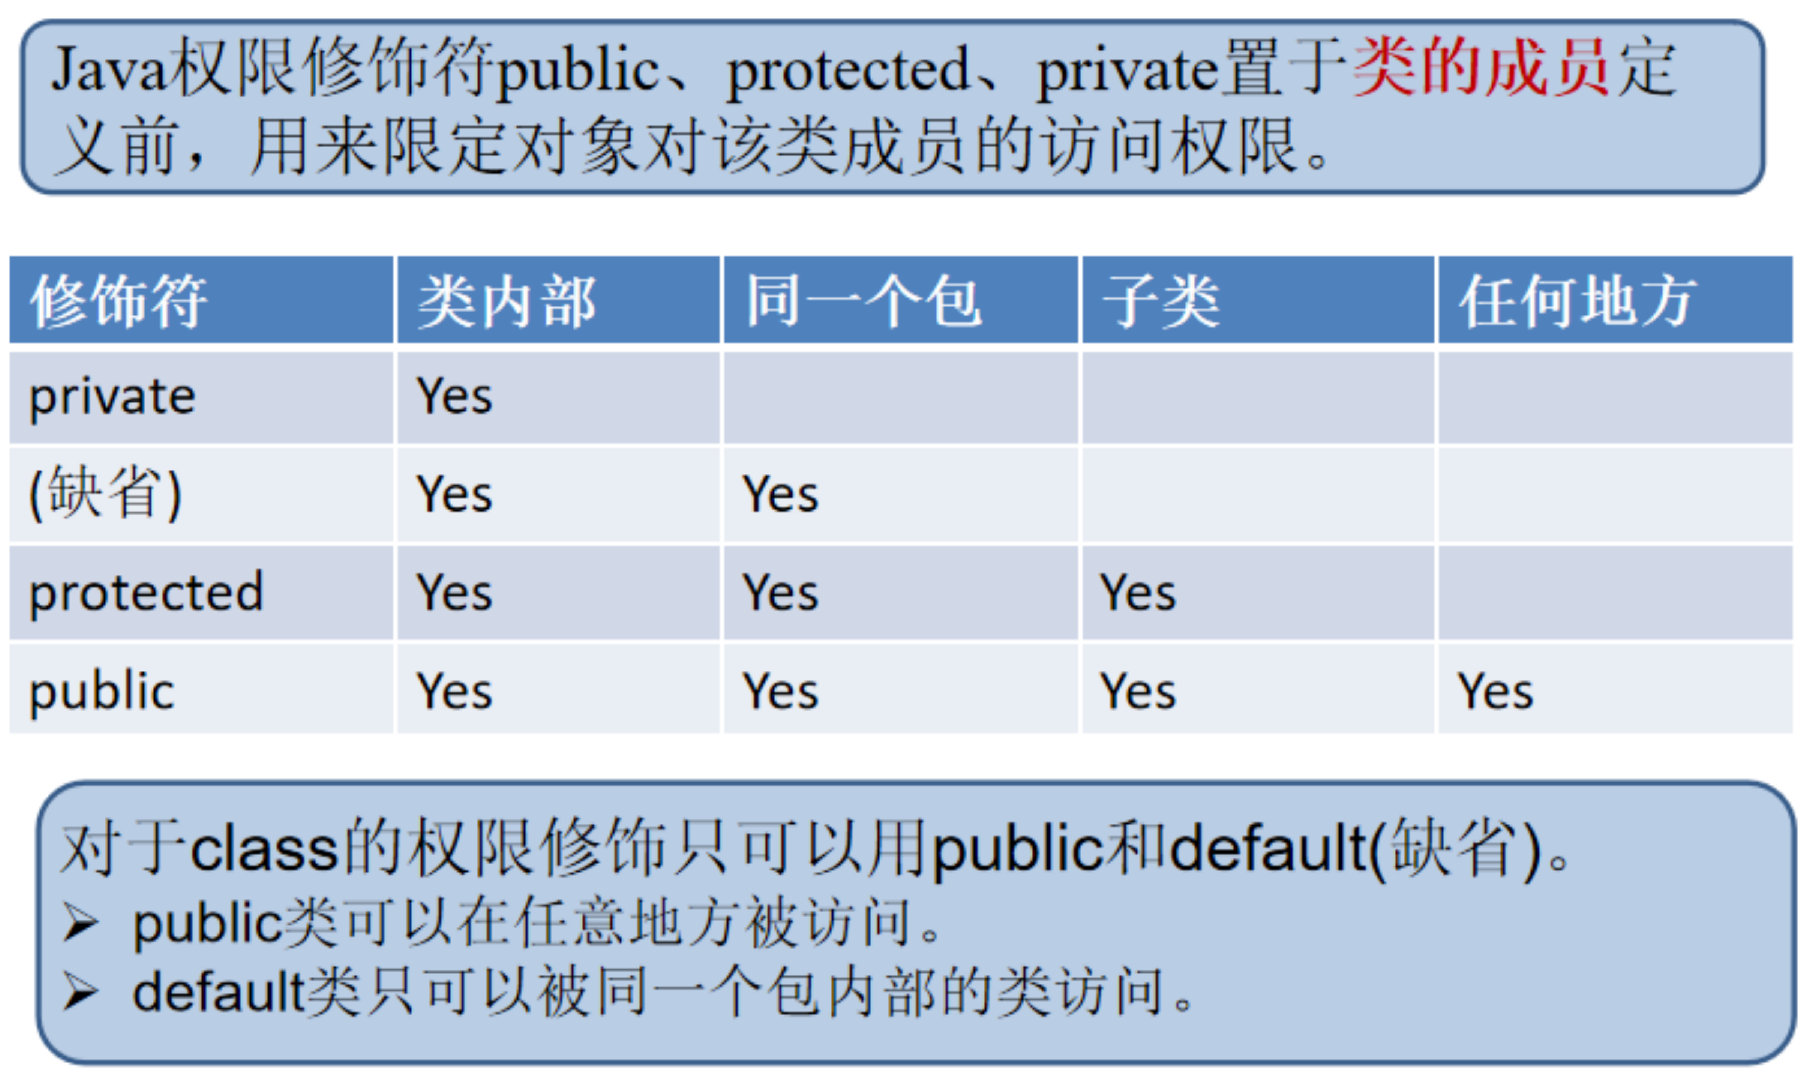 Java权限修饰符public、protected、private置于类的成员定
义前，用来限定对象对该类成员的访问权限。
修饰符 类内部 同一个包 子类 任何地方
private Yes
(缺省) Yes Yes
protected Yes Yes Yes
public Yes Yes Yes Yes
对于class的权限修饰只可以用public和default(缺省)。
➢ public类可以在任意地方被访问。
➢ default类只可以被同一个包内部的类访问。